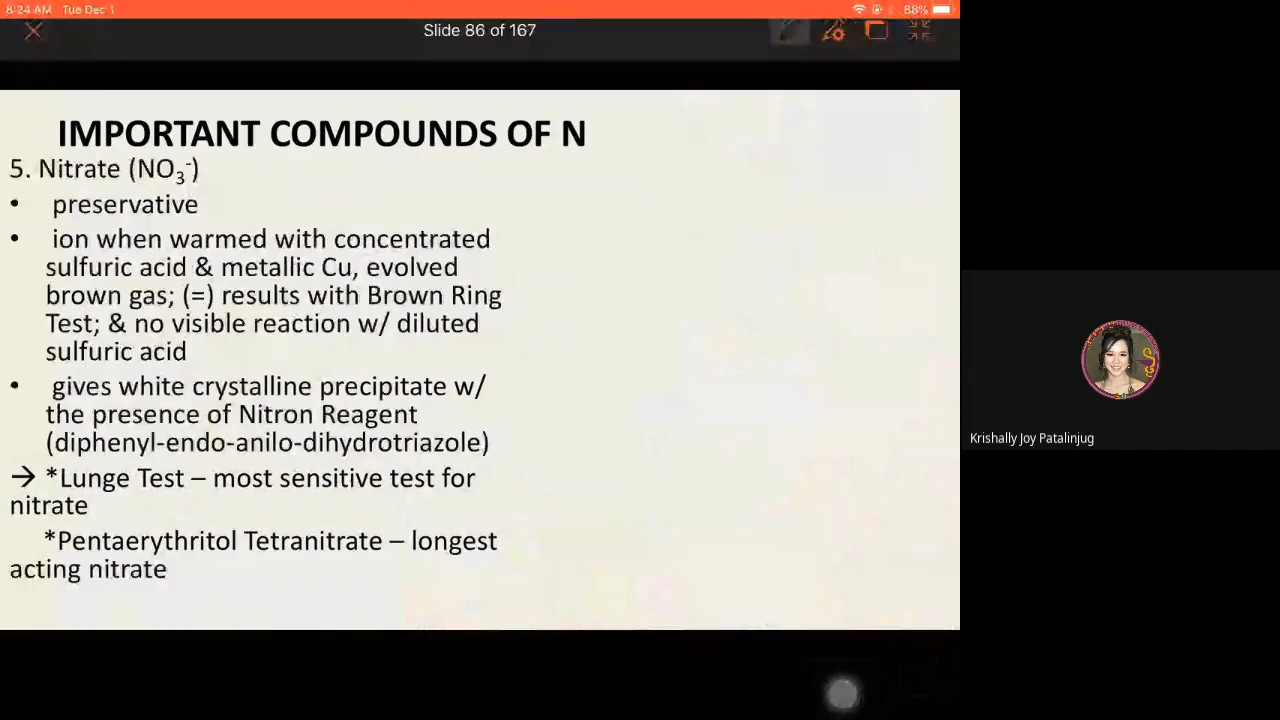 8:24 AM Tue Dec 1
88%
Slide 86 of 167
IMPORTANT COMPOUNDS OF N
5. Nitrate (NO₃⁻)
• preservative
• ion when warmed with concentrated
sulfuric acid & metallic Cu, evolved
brown gas; (=) results with Brown Ring
Test; & no visible reaction w/ diluted
sulfuric acid
• gives white crystalline precipitate w/
the presence of Nitron Reagent
(diphenyl-endo-anilo-dihydrotriazole)
→ *Lunge Test – most sensitive test for
nitrate
*Pentaerythritol Tetranitrate – longest
acting nitrate
Krishally Joy Patalinjug